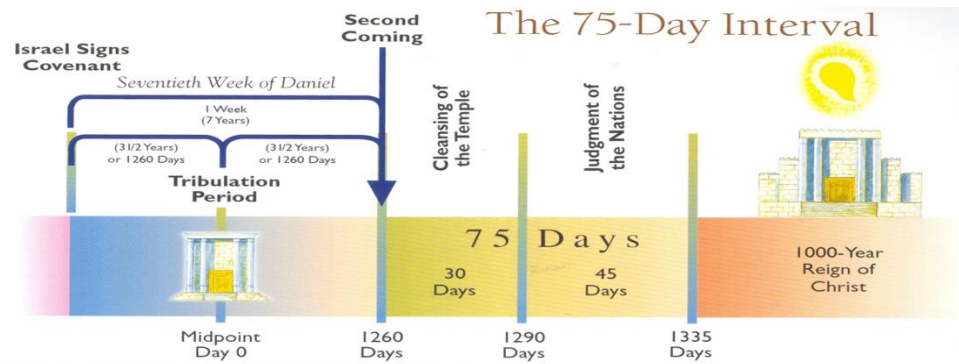 The 75-Day Interval
Second
Coming
Israel Signs
Covenant
Seventieth Week of Daniel
1 Week
(7 Years)
(31/2 Years)
or 1260 Days
(31/2 Years)
or 1260 Days
Tribulation
Period
Cleansing of
the Temple
Judgment of
the Nations
75 Days
30
Days
45
Days
1000-Year
Reign of
Christ
Midpoint
Day 0
1260
Days
1290
Days
1335
Days